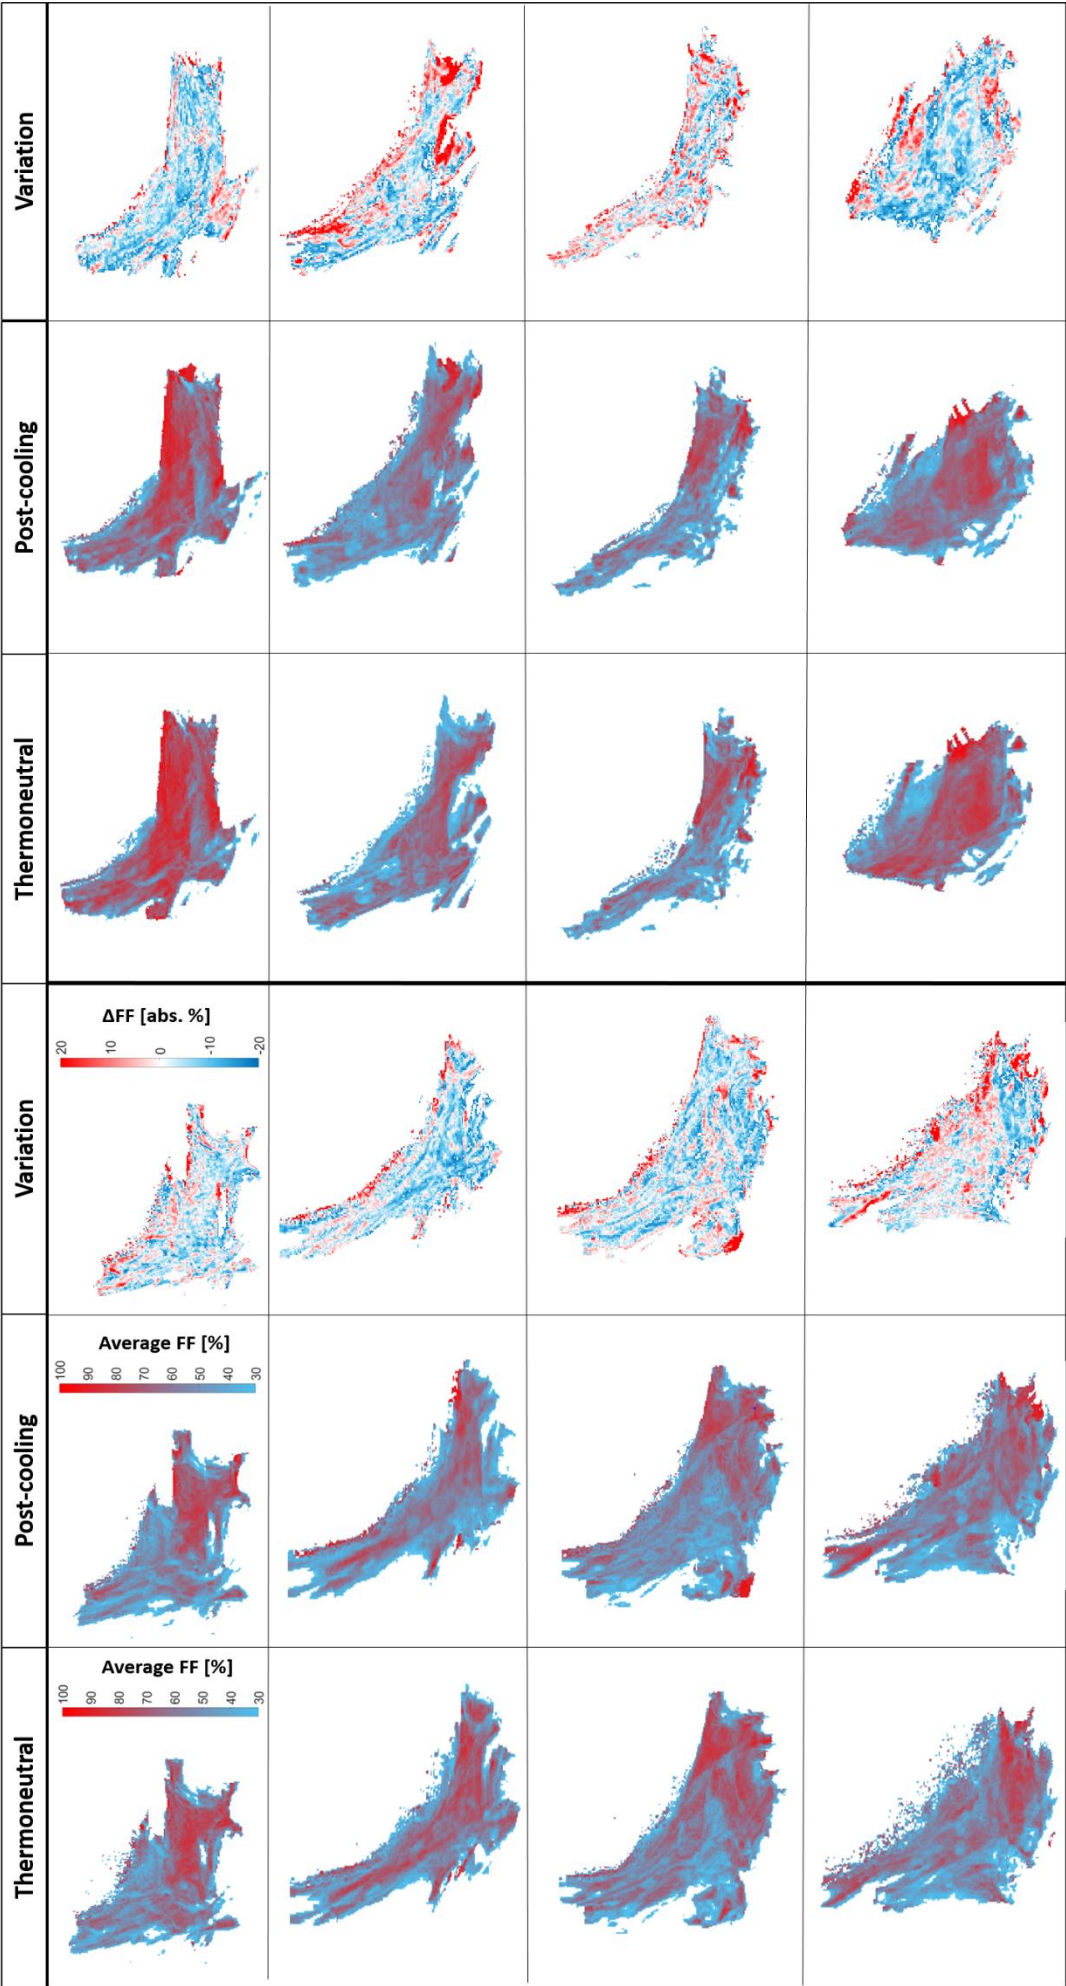 Thermoneutral
Post-cooling
Variation
Thermoneutral
Post-cooling
Variation
Average FF [%]
100
90
80
70
60
50
40
30
Average FF [%]
100
90
80
70
60
50
40
30
ΔFF [abs. %]
20
10
0
-10
-20